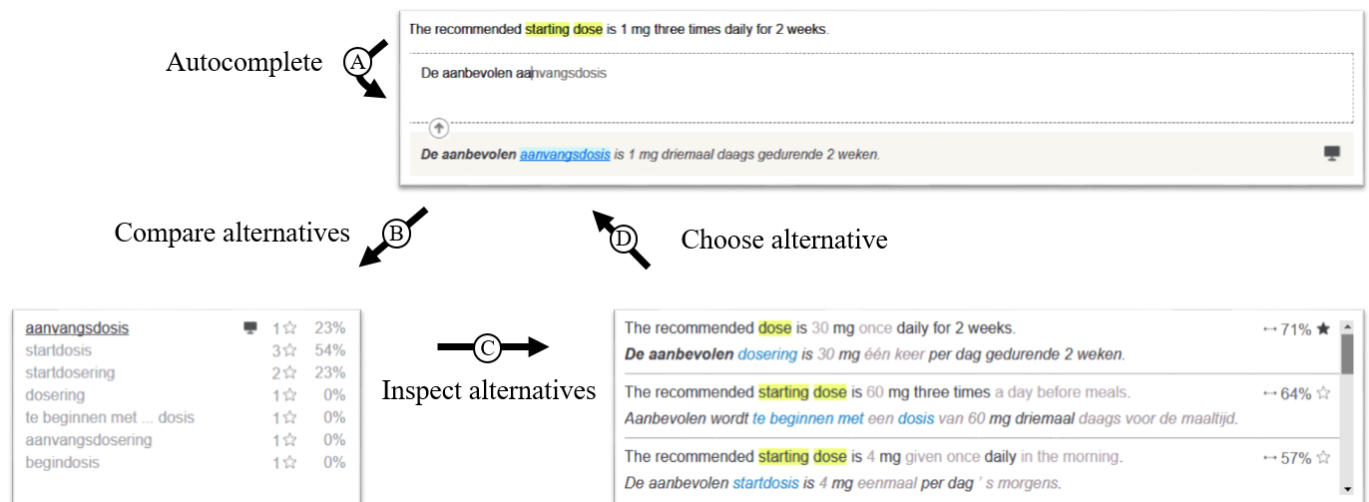 The recommended starting dose is 1 mg three times daily for 2 weeks.
Autocomplete A
De aanbevolen aanvangsdosis
De aanbevolen aanvangsdosis is 1 mg driemaal daags gedurende 2 weken.
Compare alternatives B
D Choose alternative
aanvangsdosis 1☆ 23%
startdosis 3☆ 54%
startdosering 2☆ 23%
dosering 1☆ 0%
te beginnen met ... dosis 1☆ 0%
aanvangsdosering 1☆ 0%
begindosis 1☆ 0%
C
Inspect alternatives
The recommended dose is 30 mg once daily for 2 weeks. ↔ 71% ★
De aanbevolen dosering is 30 mg één keer per dag gedurende 2 weken.
The recommended starting dose is 60 mg three times a day before meals. ↔ 64% ☆
Aanbevolen wordt te beginnen met een dosis van 60 mg driemaal daags voor de maaltijd.
The recommended starting dose is 4 mg given once daily in the morning. ↔ 57% ☆
De aanbevolen startdosis is 4 mg eenmaal per dag ' s morgens.